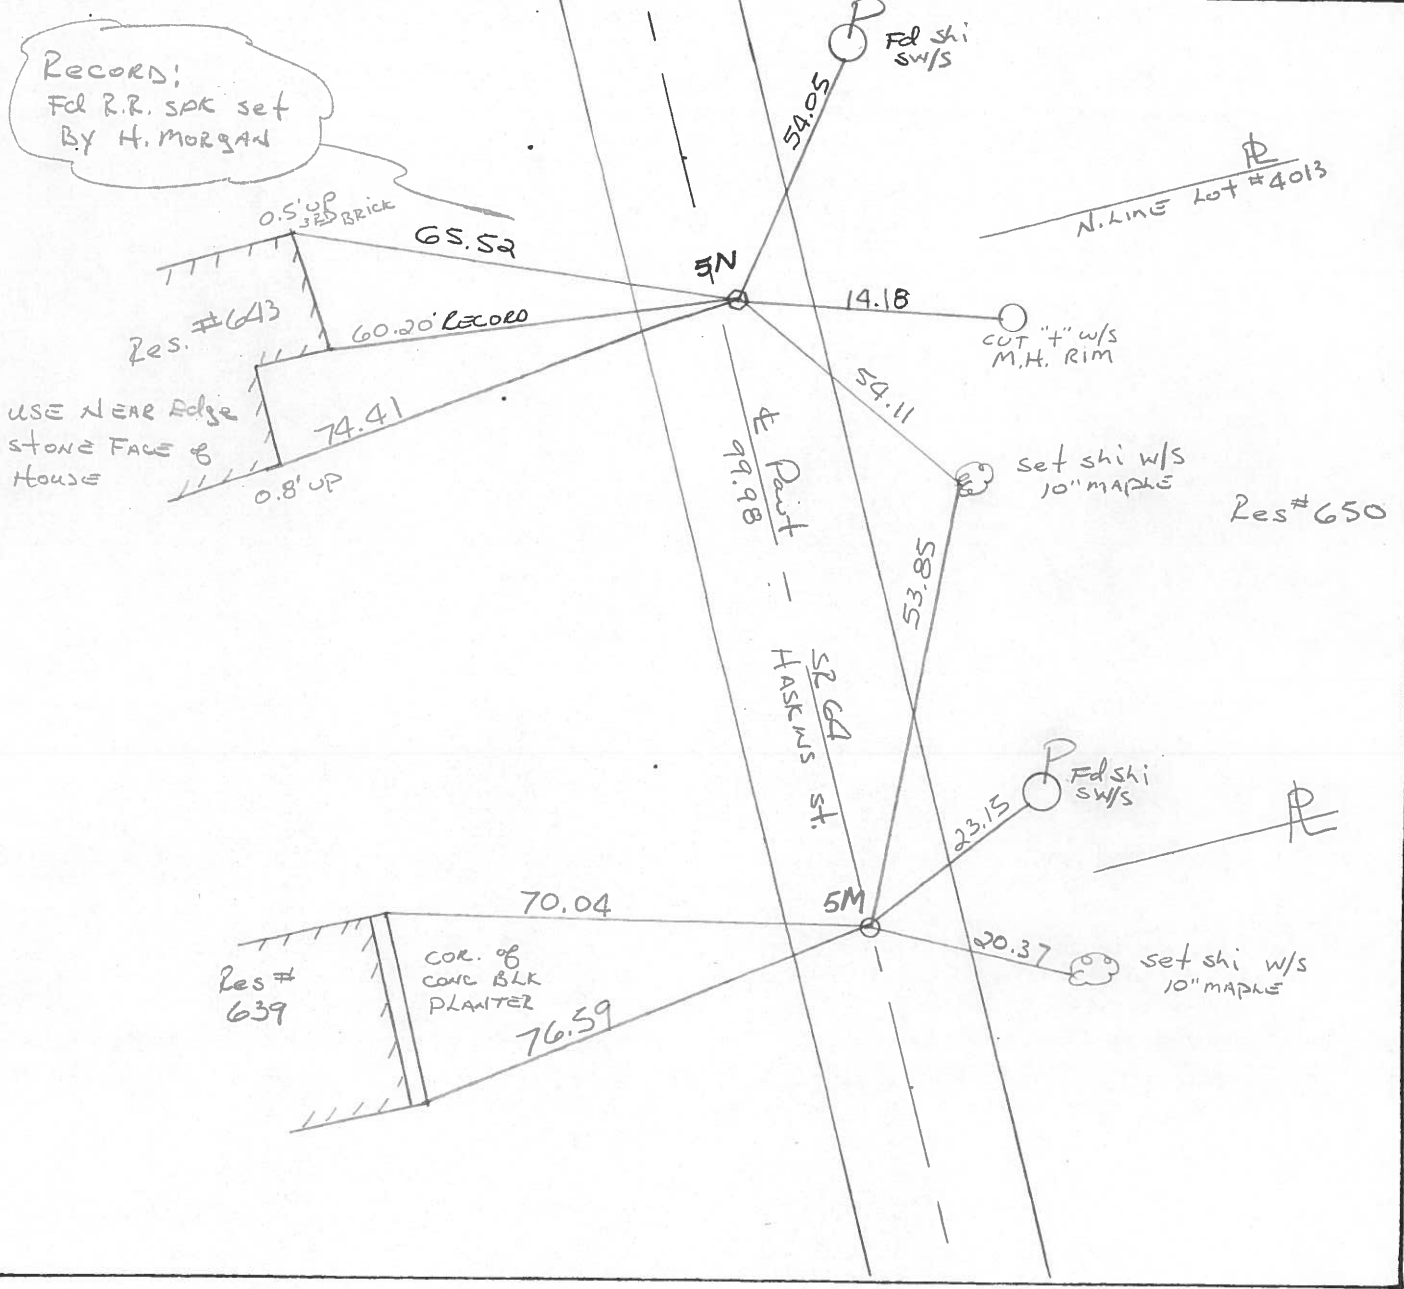 RECORD:
Fd R.R. SPK set
By H. MORGAN
Fd shi
SW/S
54.05
PL
N. LINE Lot #4013
0.5' UP
3RD BRICK
65.52
5N
14.18
CUT "+" w/s
M.H. RIM
Res. #643
60.20' RECORD
USE NEAR Edge
STONE FACE of
HOUSE
74.41
0.8' UP
54.11
℄ Paint
99.98
set shi w/s
10" MAPLE
Res # 650
53.85
SR 64
HASKINS st.
Fd shi
SW/S
23.15
PL
70.04
5M
20.37
set shi w/s
10" MAPLE
Res #
639
COR. of
CONC BLK
PLANTER
76.59